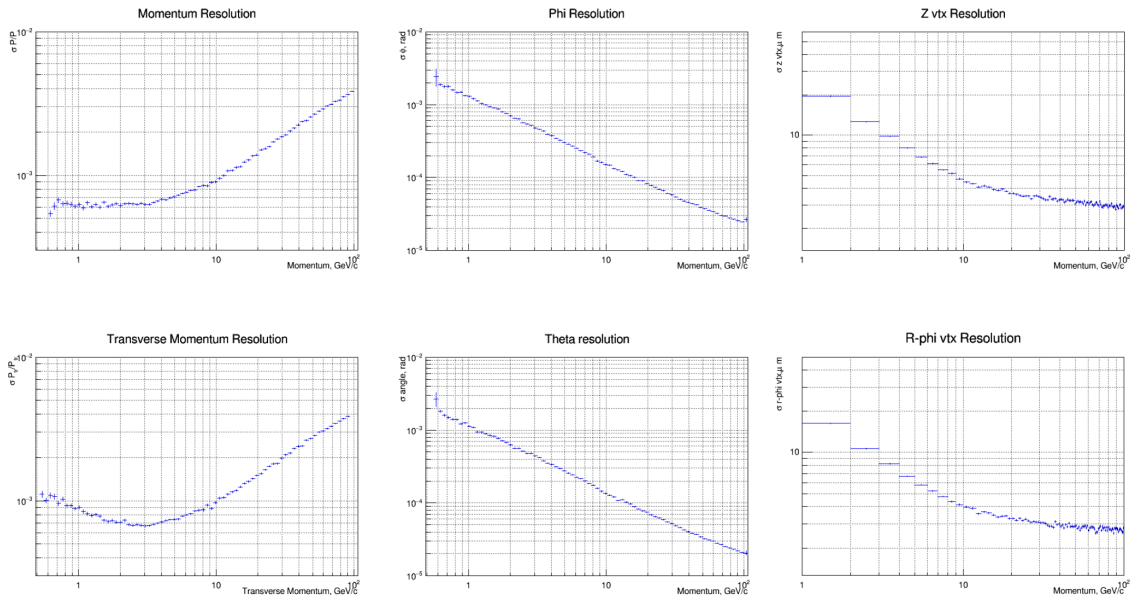 Momentum Resolution
σ P/P
10⁻²
10⁻³
1
10
10²
Momentum, GeV/c
Phi Resolution
σ ϕ, rad
10⁻²
10⁻³
10⁻⁴
10⁻⁵
1
10
10²
Momentum, GeV/c
Z vtx Resolution
σ z vtx,μm
10
1
10
10²
Momentum, GeV/c
Transverse Momentum Resolution
10⁻²
10⁻³
1
10
10²
Transverse Momentum, GeV/c
Theta resolution
σ angle, rad
10⁻²
10⁻³
10⁻⁴
10⁻⁵
1
10
10²
Momentum, GeV/c
R-phi vtx Resolution
σ r-phi vtx,μm
10
1
10
10²
Momentum, GeV/c